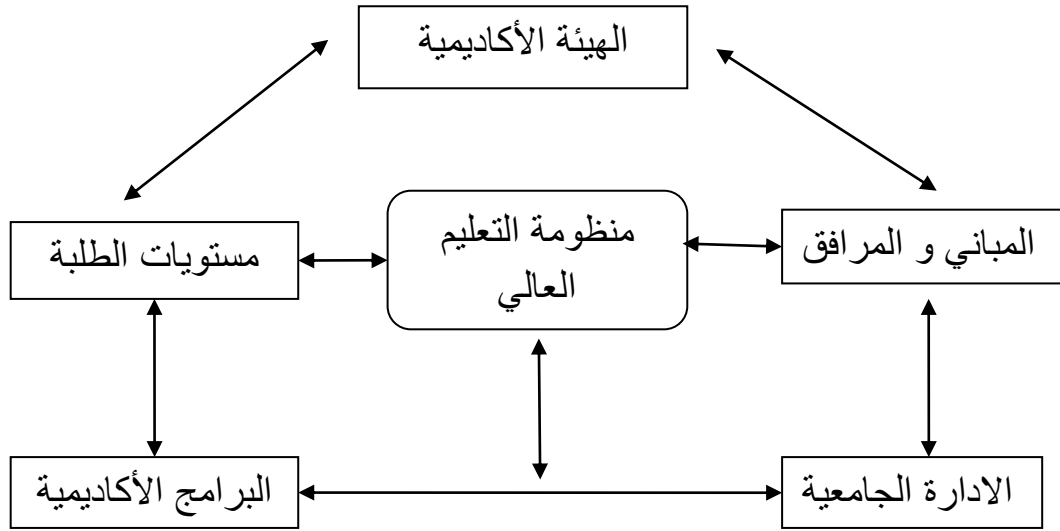 الهيئة الأكاديمية
المباني و المرافق
منظومة التعليم
العالي
مستويات الطلبة
الادارة الجامعية
البرامج الأكاديمية